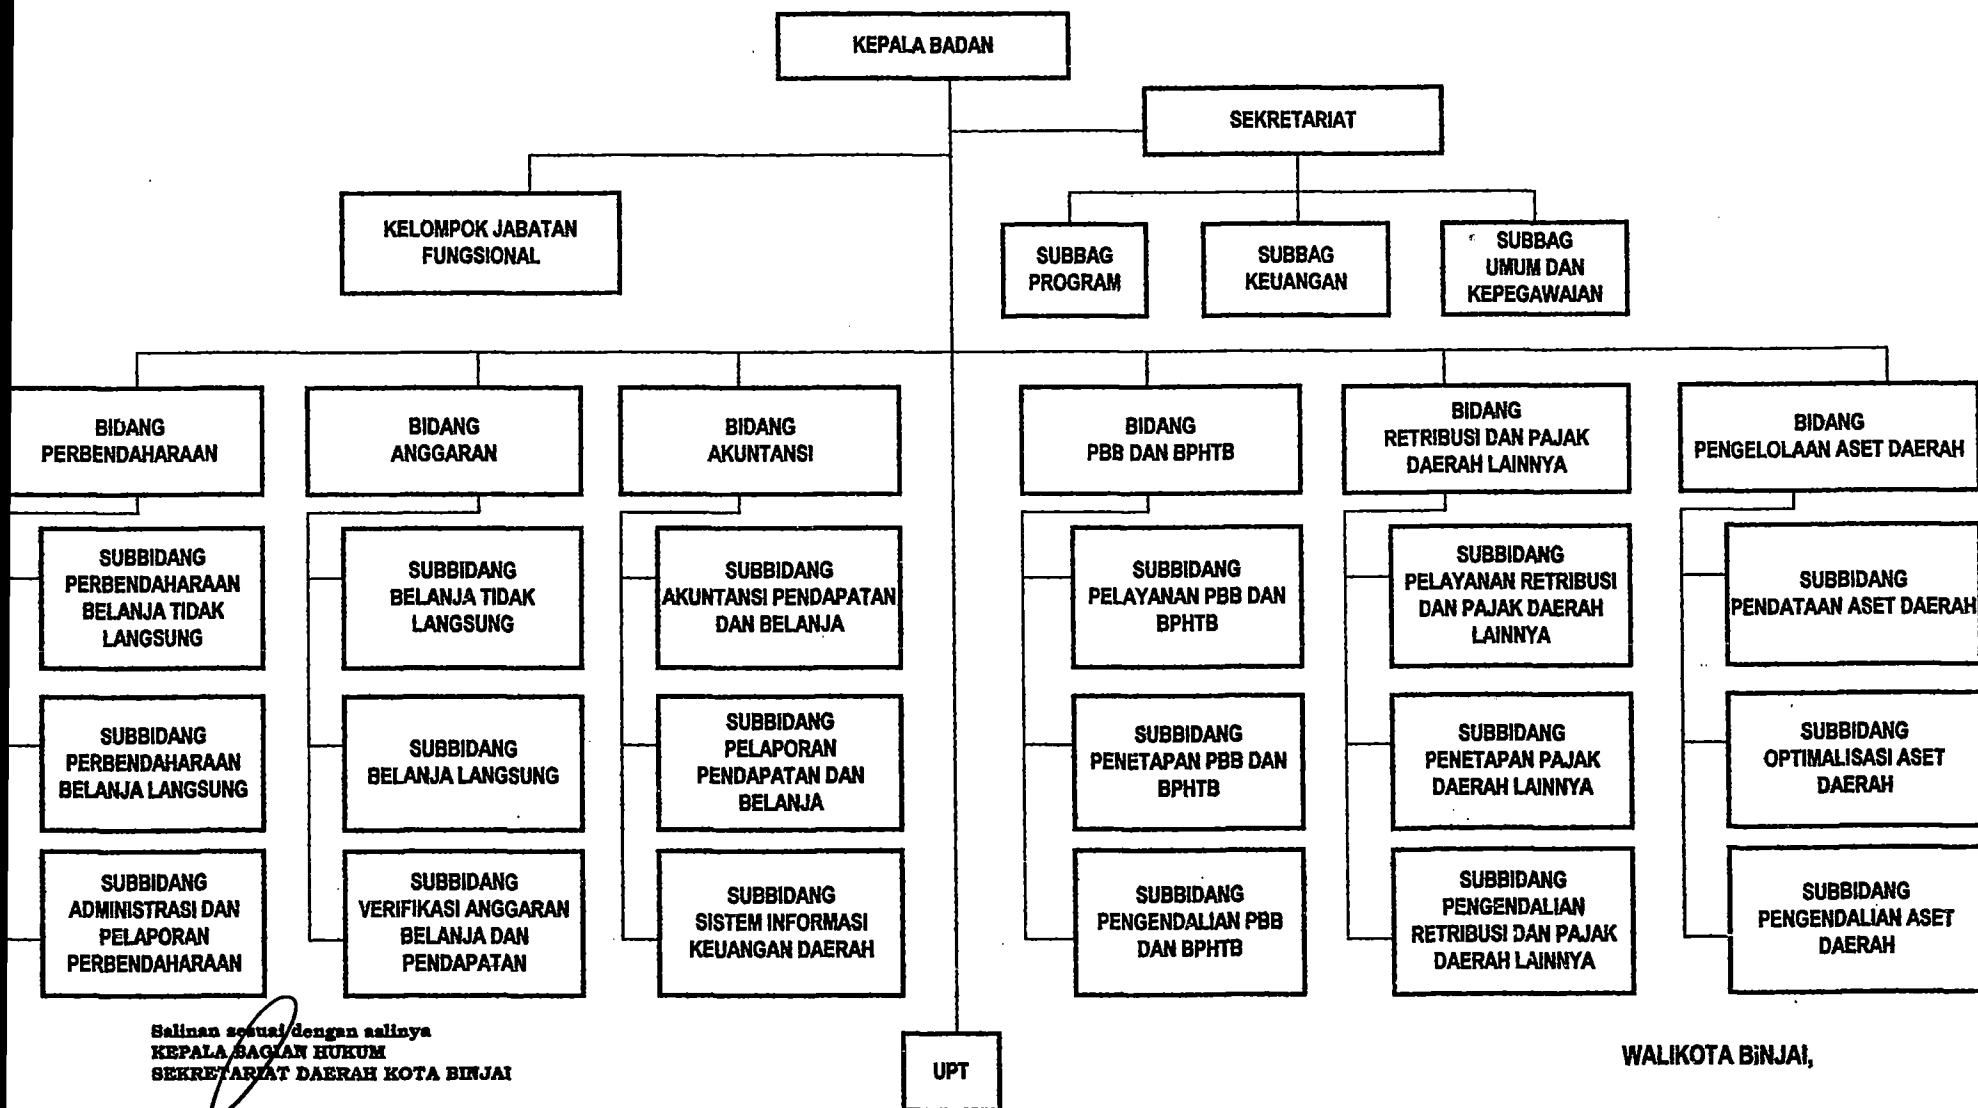 KEPALA BADAN
SEKRETARIAT
KELOMPOK JABATAN
FUNGSIONAL
SUBBAG
PROGRAM
SUBBAG
KEUANGAN
SUBBAG
UMUM DAN
KEPEGAWAIAN
BIDANG
PERBENDAHARAAN
BIDANG
ANGGARAN
BIDANG
AKUNTANSI
BIDANG
PBB DAN BPHTB
BIDANG
RETRIBUSI DAN PAJAK
DAERAH LAINNYA
BIDANG
PENGELOLAAN ASET DAERAH
SUBBIDANG
PERBENDAHARAAN
BELANJA TIDAK
LANGSUNG
SUBBIDANG
BELANJA TIDAK
LANGSUNG
SUBBIDANG
AKUNTANSI PENDAPATAN
DAN BELANJA
SUBBIDANG
PELAYANAN PBB DAN
BPHTB
SUBBIDANG
PELAYANAN RETRIBUSI
DAN PAJAK DAERAH
LAINNYA
SUBBIDANG
PENDATAAN ASET DAERAH
SUBBIDANG
PERBENDAHARAAN
BELANJA LANGSUNG
SUBBIDANG
BELANJA LANGSUNG
SUBBIDANG
PELAPORAN
PENDAPATAN DAN
BELANJA
SUBBIDANG
PENETAPAN PBB DAN
BPHTB
SUBBIDANG
PENETAPAN PAJAK
DAERAH LAINNYA
SUBBIDANG
OPTIMALISASI ASET
DAERAH
SUBBIDANG
ADMINISTRASI DAN
PELAPORAN
PERBENDAHARAAN
SUBBIDANG
VERIFIKASI ANGGARAN
BELANJA DAN
PENDAPATAN
SUBBIDANG
SISTEM INFORMASI
KEUANGAN DAERAH
SUBBIDANG
PENGENDALIAN PBB
DAN BPHTB
SUBBIDANG
PENGENDALIAN
RETRIBUSI DAN PAJAK
DAERAH LAINNYA
SUBBIDANG
PENGENDALIAN ASET
DAERAH
Salinan sesuai dengan aslinya
KEPALA BAGIAN HUKUM
SEKRETARIAT DAERAH KOTA BINJAI
UPT
WALIKOTA BINJAI,